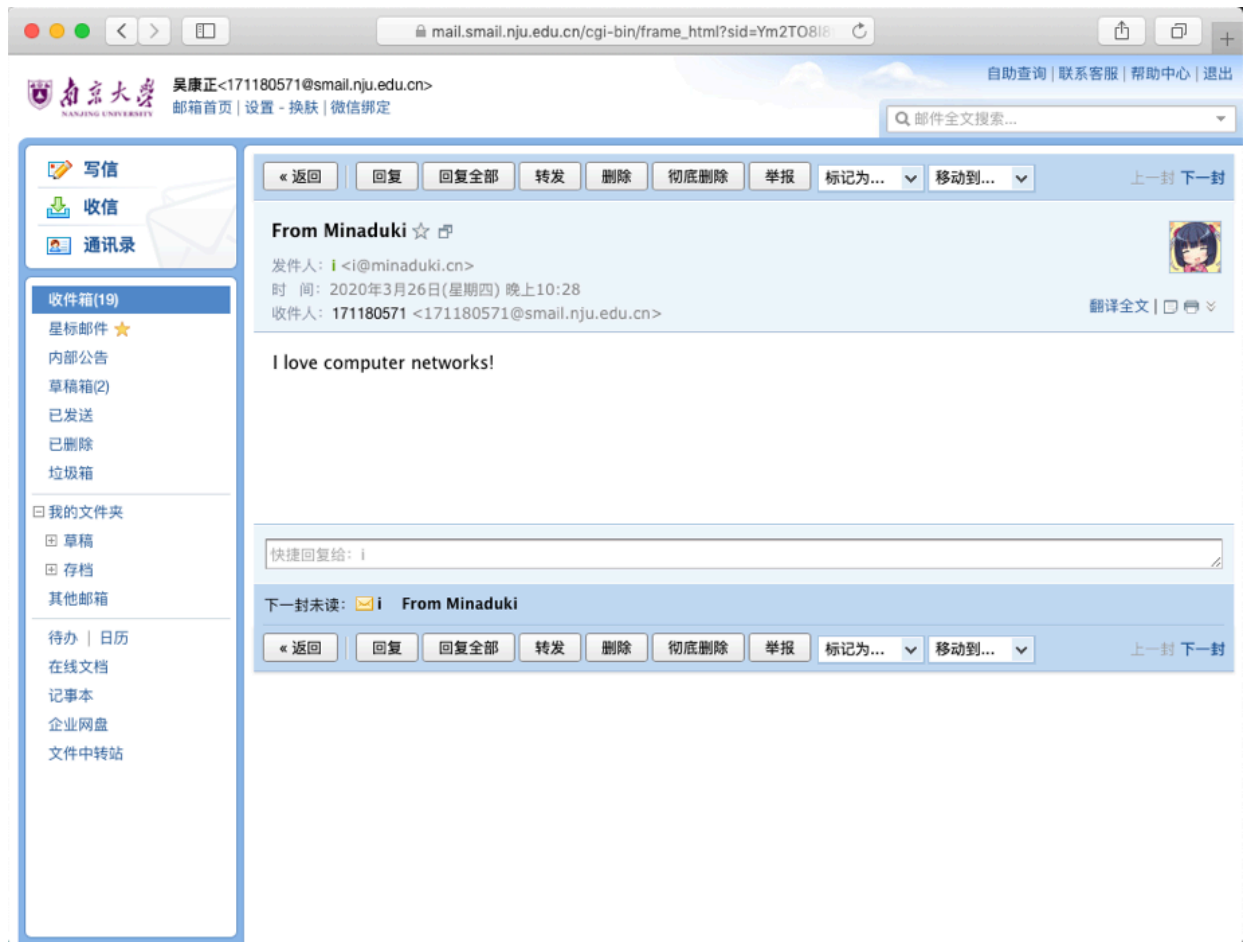 mail.smail.nju.edu.cn/cgi-bin/frame_html?sid=Ym2TO8I8
南京大学
NANJING UNIVERSITY
吴康正<171180571@smail.nju.edu.cn>
邮箱首页 | 设置 - 换肤 | 微信绑定
自助查询 | 联系客服 | 帮助中心 | 退出
邮件全文搜索...
写信
收信
通讯录
收件箱(19)
星标邮件
内部公告
草稿箱(2)
已发送
已删除
垃圾箱
我的文件夹
草稿
存档
其他邮箱
待办 | 日历
在线文档
记事本
企业网盘
文件中转站
« 返回 回复 回复全部 转发 删除 彻底删除 举报 标记为... 移动到... 上一封 下一封
From Minaduki
发件人: i <i@minaduki.cn>
时 间: 2020年3月26日(星期四) 晚上10:28
收件人: 171180571 <171180571@smail.nju.edu.cn>
翻译全文 |
I love computer networks!
快捷回复给: i
下一封未读: i From Minaduki
« 返回 回复 回复全部 转发 删除 彻底删除 举报 标记为... 移动到... 上一封 下一封